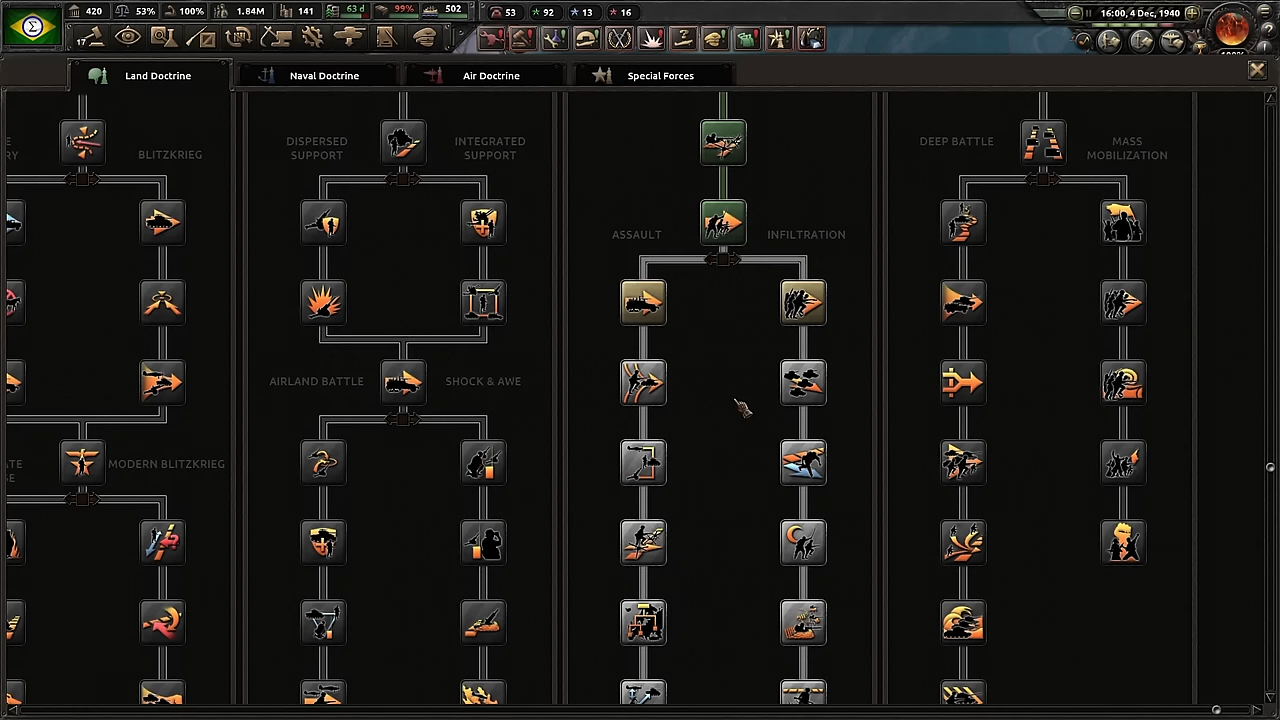 420 53% 100% 1.84M 141 63 d 99% 502 53 92 13 16 16:00, 4 Dec, 1940
17
Land Doctrine Naval Doctrine Air Doctrine Special Forces
DISPERSED SUPPORT
INTEGRATED SUPPORT
DEEP BATTLE
MASS MOBILIZATION
RY
BLITZKRIEG
ASSAULT
INFILTRATION
AIRLAND BATTLE
SHOCK & AWE
MODERN BLITZKRIEG